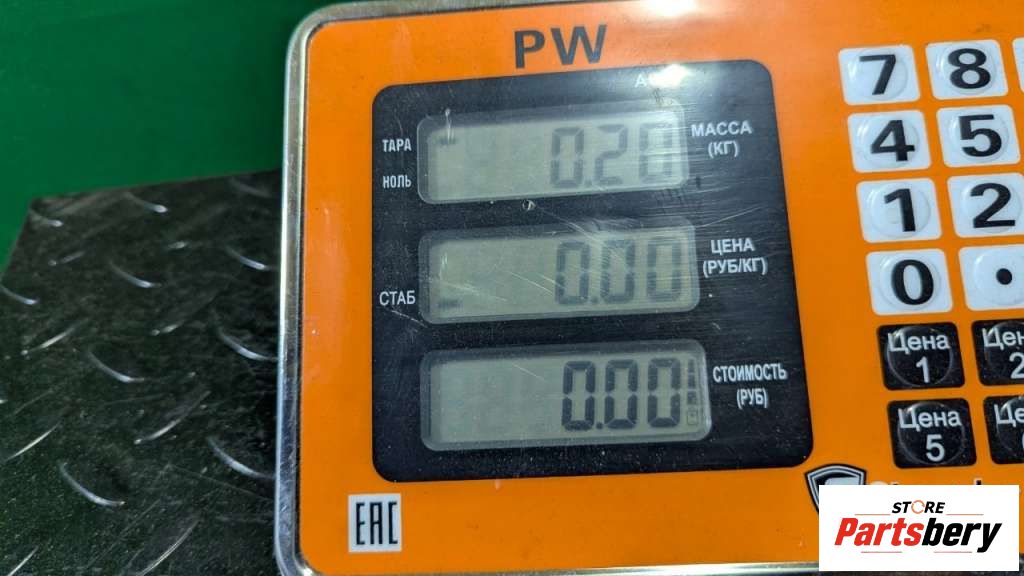 PW
ТАРА
НОЛЬ
0.20
МАССА
(КГ)
СТАБ
0.00
ЦЕНА
(РУБ/КГ)
0.00
СТОИМОСТЬ
(РУБ)
7 8
4 5
1 2
0 .
Цена
1
Цена
5
EAC
STORE
Partsbery